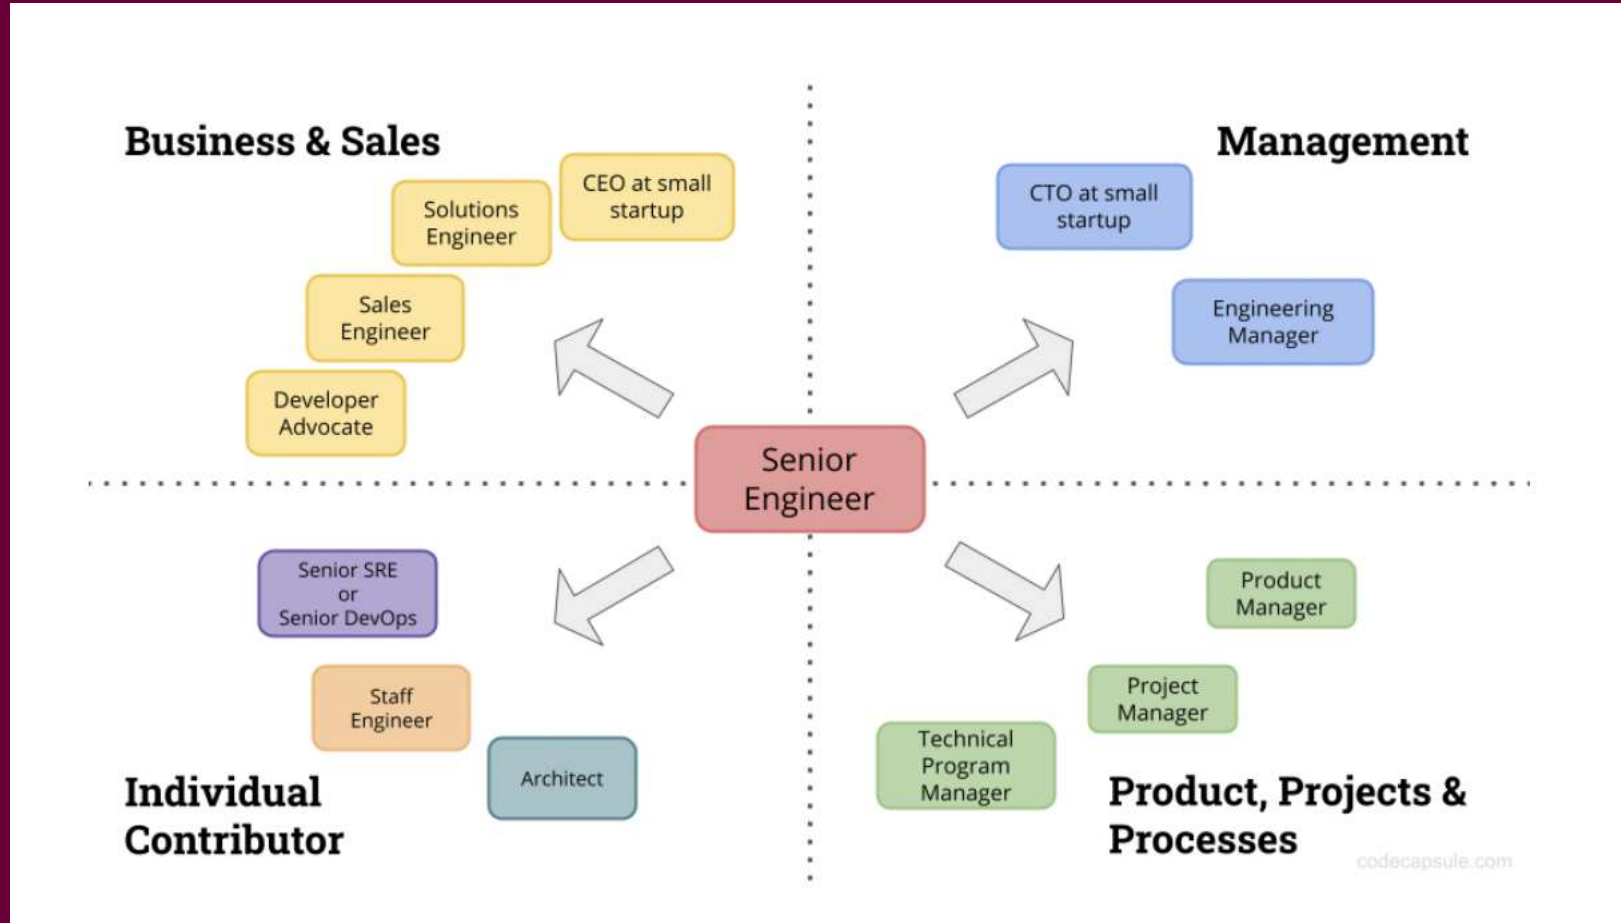 Business & Sales
CEO at small
startup
Solutions
Engineer
Sales
Engineer
Developer
Advocate
Management
CTO at small
startup
Engineering
Manager
Senior
Engineer
Senior SRE
or
Senior DevOps
Staff
Engineer
Architect
Individual
Contributor
Product
Manager
Project
Manager
Technical
Program
Manager
Product, Projects &
Processes
codecapsule.com